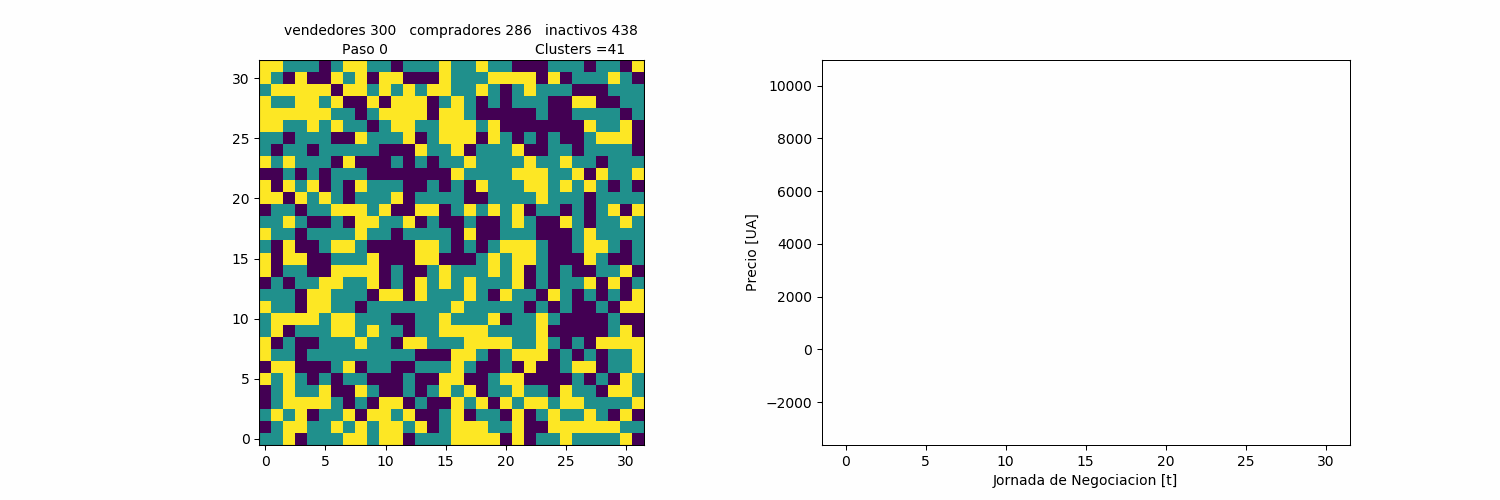 vendedores 300 compradores 286 inactivos 438
Paso 0 Clusters =41
30
25
20
15
10
5
0
0 5 10 15 20 25 30
10000
8000
6000
4000
2000
0
−2000
Precio [UA]
0 5 10 15 20 25 30
Jornada de Negociacion [t]